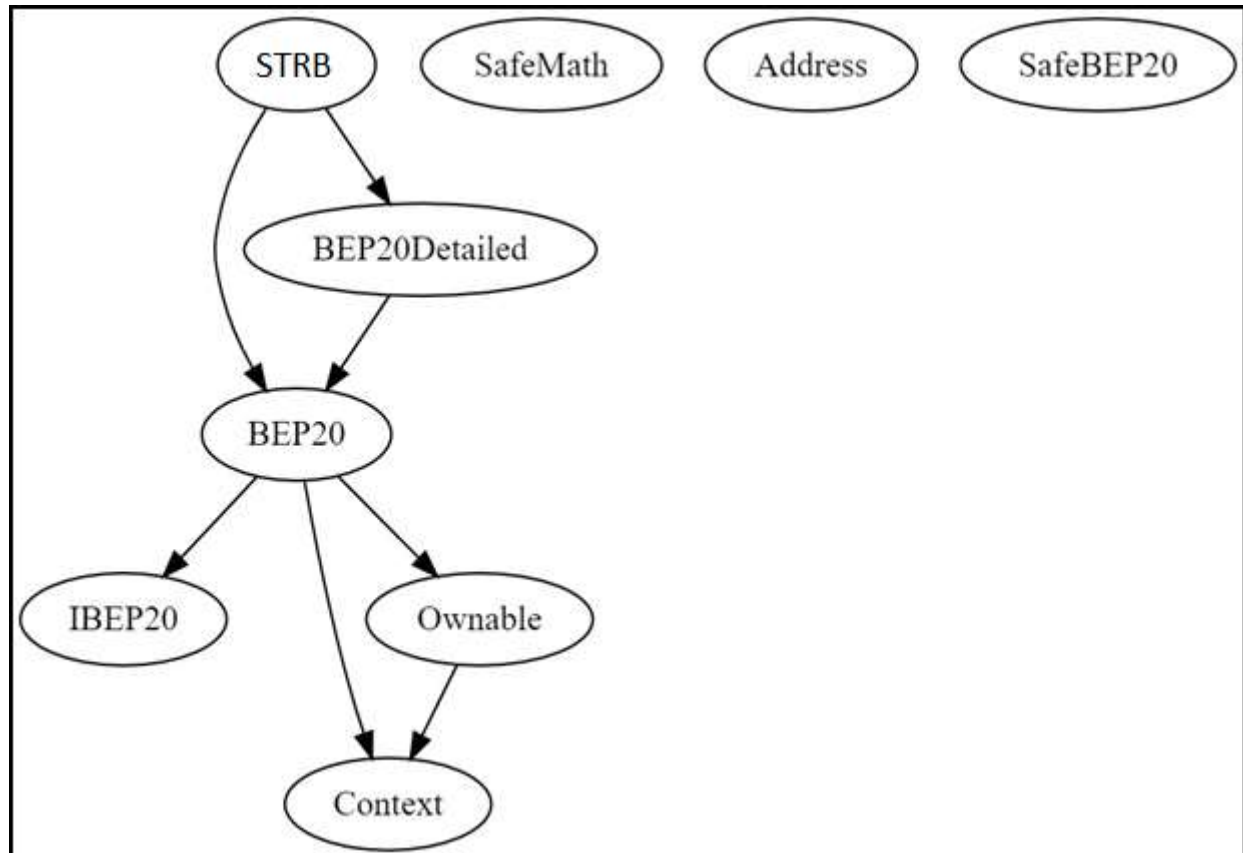 STRB
SafeMath
Address
SafeBEP20
BEP20Detailed
BEP20
IBEP20
Ownable
Context